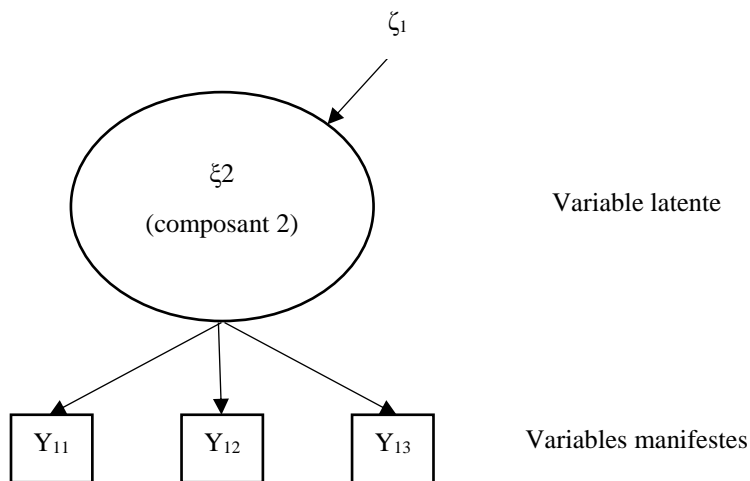 ζ₁
ξ2
(composant 2)
Variable latente
Y₁₁ Y₁₂ Y₁₃ Variables manifestes